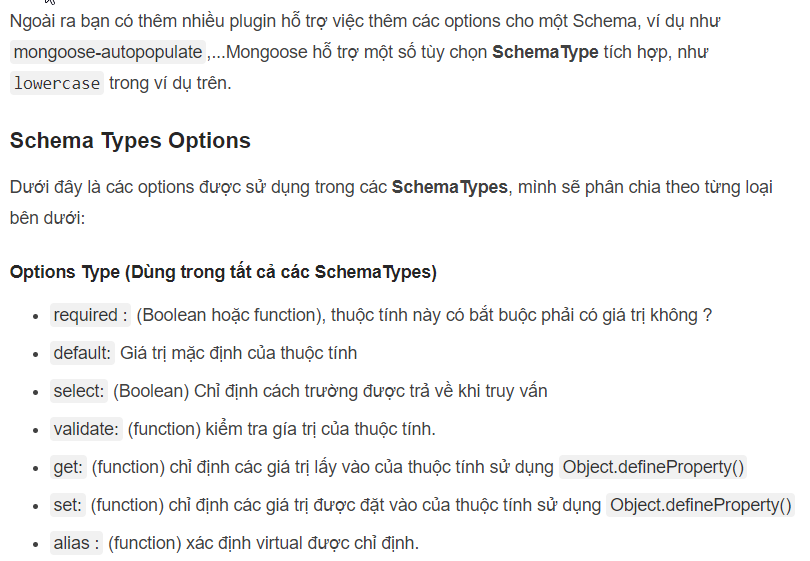 Ngoài ra bạn có thêm nhiều plugin hỗ trợ việc thêm các options cho một Schema, ví dụ như
mongoose-autopopulate ,...Mongoose hỗ trợ một số tùy chọn SchemaType tích hợp, như
lowercase trong ví dụ trên.
Schema Types Options
Dưới đây là các options được sử dụng trong các SchemaTypes, mình sẽ phân chia theo từng loại
bên dưới:
Options Type (Dùng trong tất cả các SchemaTypes)
• required : (Boolean hoặc function), thuộc tính này có bắt buộc phải có giá trị không ?
• default: Giá trị mặc định của thuộc tính
• select: (Boolean) Chỉ định cách trường được trả về khi truy vấn
• validate: (function) kiểm tra gía trị của thuộc tính.
• get: (function) chỉ định các giá trị lấy vào của thuộc tính sử dụng Object.defineProperty()
• set: (function) chỉ định các giá trị được đặt vào của thuộc tính sử dụng Object.defineProperty()
• alias : (function) xác định virtual được chỉ định.